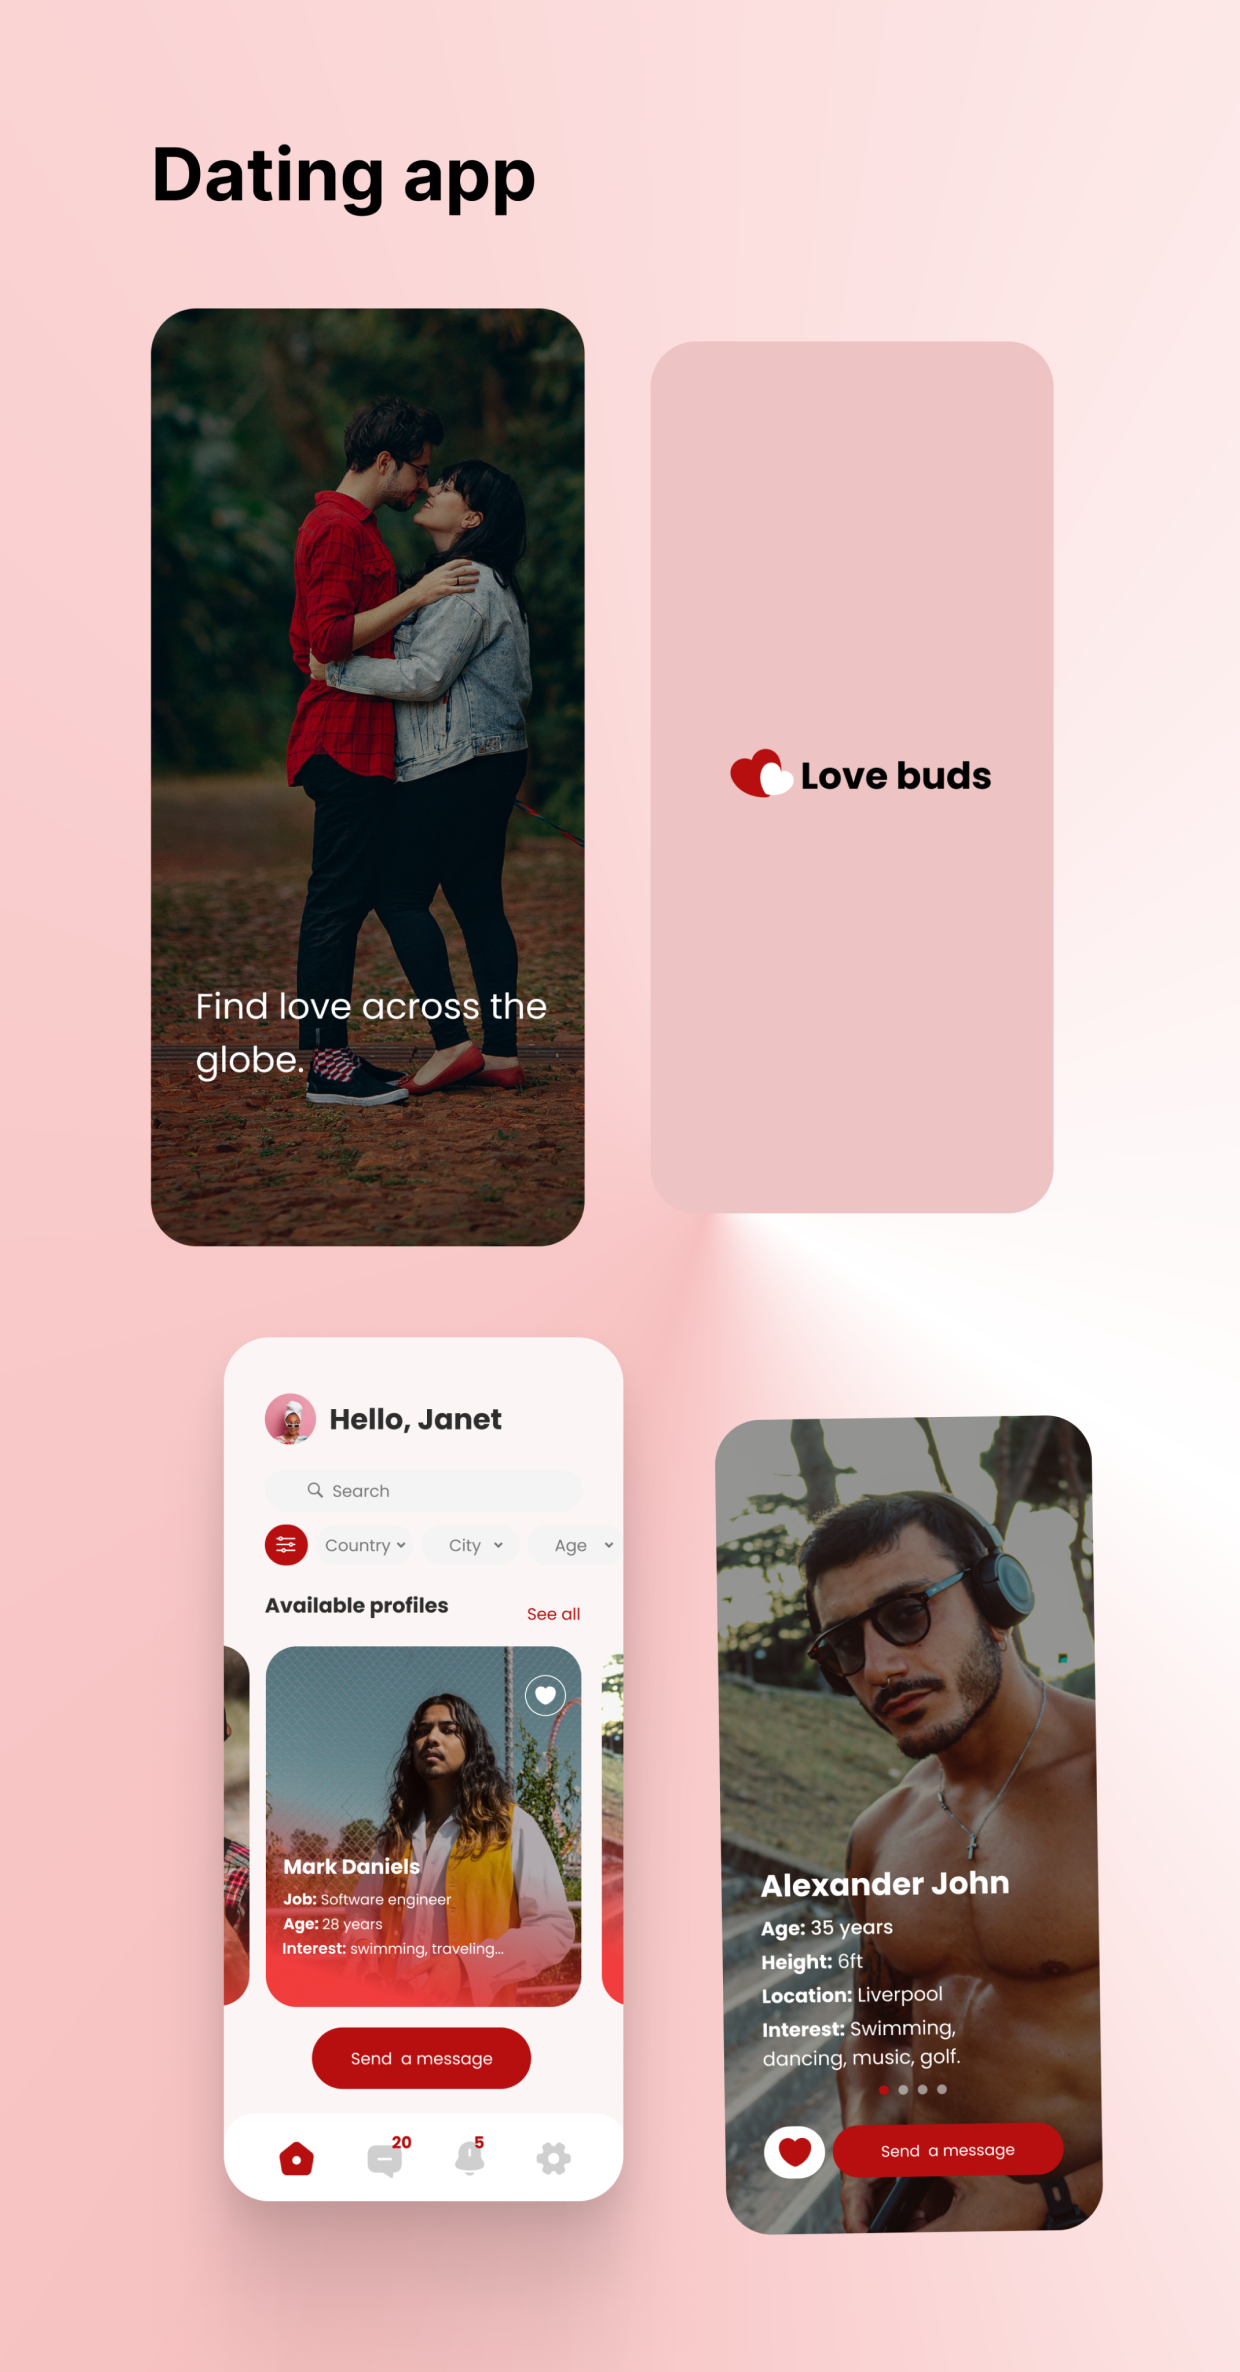 Dating app
Find love across the
globe.
Love buds
Hello, Janet
Search
Country
City
Age
Available profiles
See all
Mark Daniels
Job: Software engineer
Age: 28 years
Interest: swimming, traveling...
Send a message
20
5
Alexander John
Age: 35 years
Height: 6ft
Location: Liverpool
Interest: Swimming,
dancing, music, golf.
Send a message